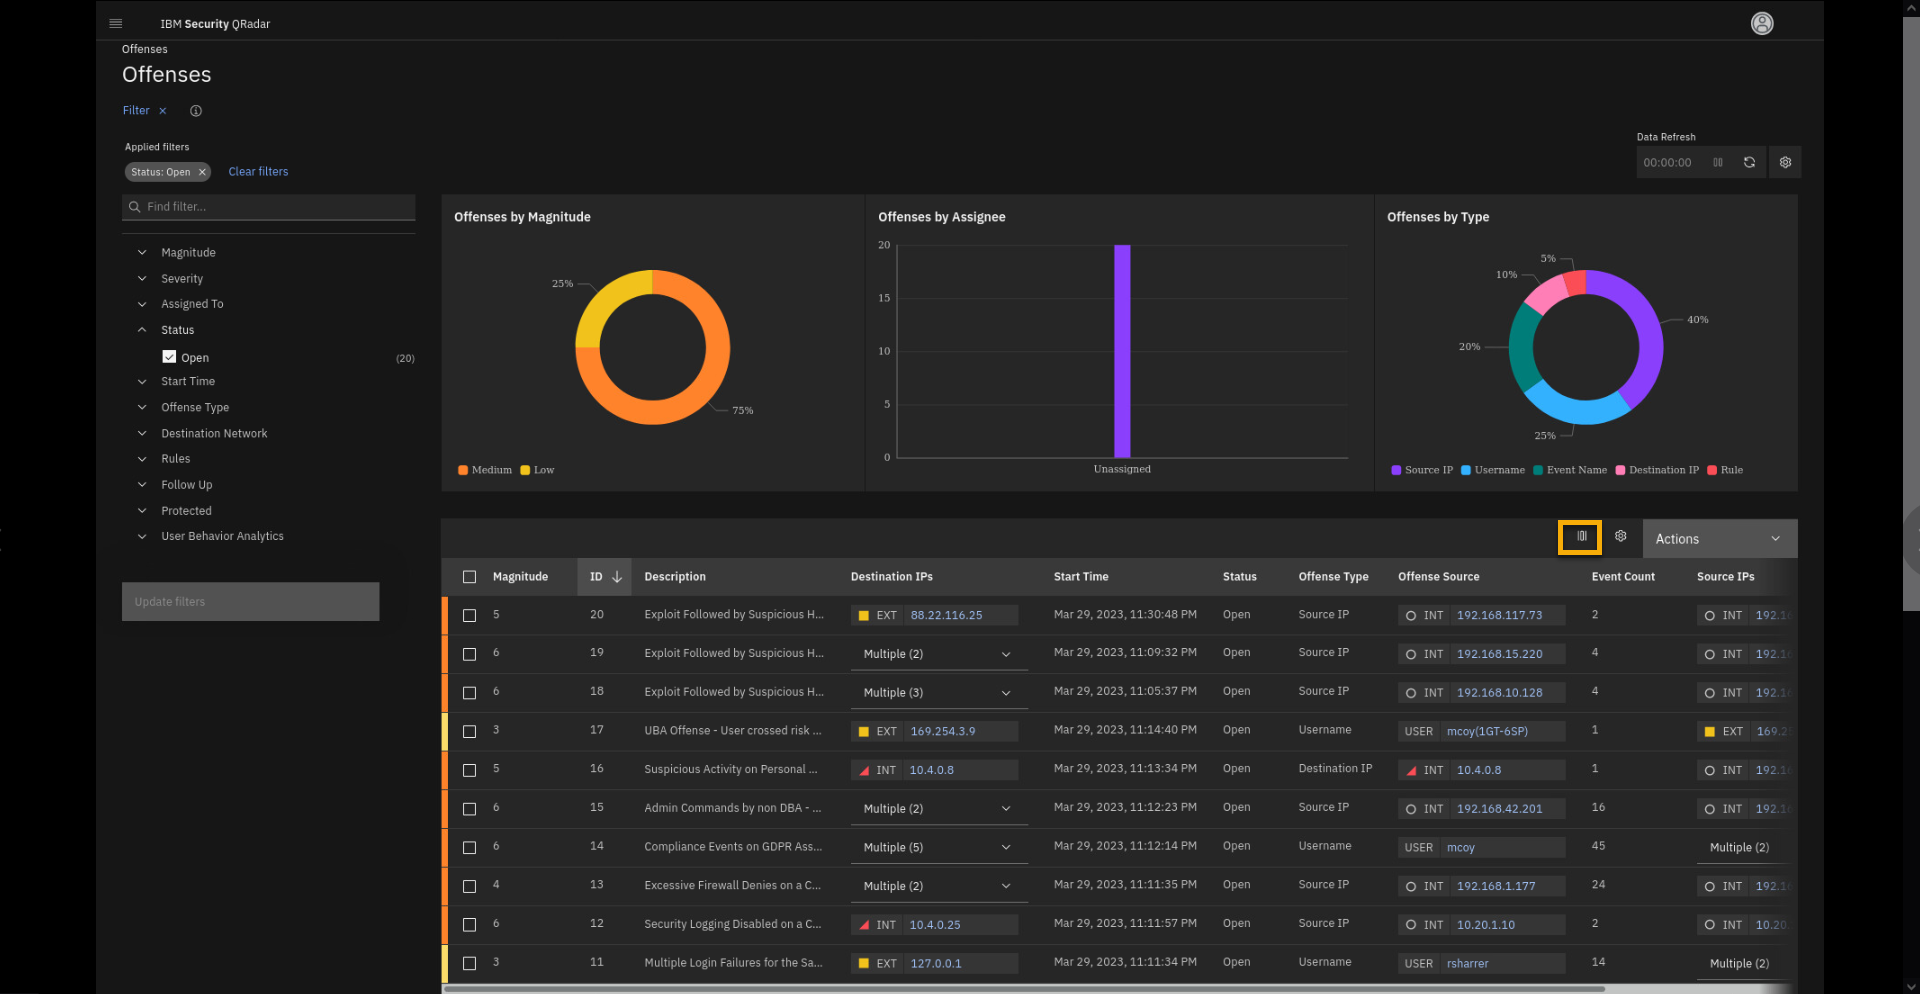 IBM Security QRadar
Offenses
Offenses
Filter
Applied filters
Status: Open
Clear filters
Data Refresh
00:00:00
Find filter...
Magnitude
Severity
Assigned To
Status
Open (20)
Start Time
Offense Type
Destination Network
Rules
Follow Up
Protected
User Behavior Analytics
Update filters
Offenses by Magnitude
25%
75%
Medium Low
Offenses by Assignee
20
15
10
5
0
Unassigned
Offenses by Type
5%
10%
40%
20%
25%
Source IP Username Event Name Destination IP Rule
Actions
Magnitude ID Description Destination IPs Start Time Status Offense Type Offense Source Event Count Source IPs
5 20 Exploit Followed by Suspicious H... EXT 88.22.116.25 Mar 29, 2023, 11:30:48 PM Open Source IP INT 192.168.117.73 2 INT 192.1
6 19 Exploit Followed by Suspicious H... Multiple (2) Mar 29, 2023, 11:09:32 PM Open Source IP INT 192.168.15.220 4 INT 192.1
6 18 Exploit Followed by Suspicious H... Multiple (3) Mar 29, 2023, 11:05:37 PM Open Source IP INT 192.168.10.128 4 INT 192.1
3 17 UBA Offense - User crossed risk ... EXT 169.254.3.9 Mar 29, 2023, 11:14:40 PM Open Username USER mcoy(1GT-6SP) 1 EXT 169.2
5 16 Suspicious Activity on Personal ... INT 10.4.0.8 Mar 29, 2023, 11:13:34 PM Open Destination IP INT 10.4.0.8 1 INT 192.1
6 15 Admin Commands by non DBA - ... Multiple (2) Mar 29, 2023, 11:12:23 PM Open Source IP INT 192.168.42.201 16 INT 192.1
6 14 Compliance Events on GDPR Ass... Multiple (5) Mar 29, 2023, 11:12:14 PM Open Username USER mcoy 45 Multiple (2)
4 13 Excessive Firewall Denies on a C... Multiple (2) Mar 29, 2023, 11:11:35 PM Open Source IP INT 192.168.1.177 24 INT 192.1
6 12 Security Logging Disabled on a C... INT 10.4.0.25 Mar 29, 2023, 11:11:57 PM Open Source IP INT 10.20.1.10 2 INT 10.20.
3 11 Multiple Login Failures for the Sa... EXT 127.0.0.1 Mar 29, 2023, 11:11:34 PM Open Username USER rsharrer 14 Multiple (2)